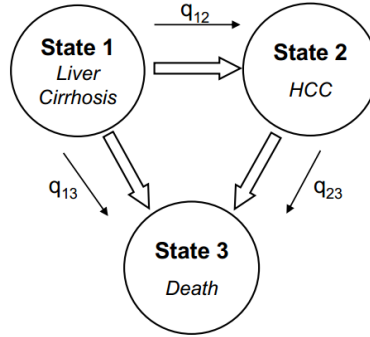 q12
State 1
Liver
Cirrhosis
State 2
HCC
q13
q23
State 3
Death